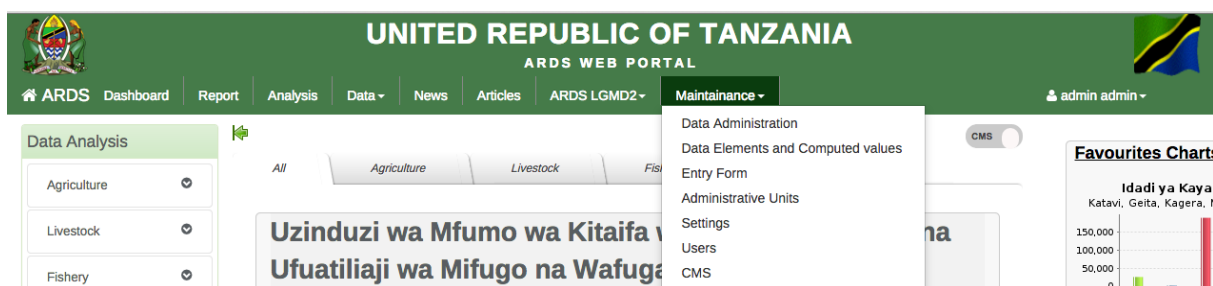 UNITED REPUBLIC OF TANZANIA
ARDS WEB PORTAL
ARDS Dashboard Report Analysis Data News Articles ARDS LGMD2 Maintainance admin admin
Data Analysis
Agriculture
Livestock
Fishery
All Agriculture Livestock
CMS
Data Administration
Data Elements and Computed values
Entry Form
Administrative Units
Settings
Users
CMS
Uzinduzi wa Mfumo wa Kitaifa na
Ufuatiliaji wa Mifugo na
Favourites Charts
Idadi ya Kaya
Katavi, Geita, Kagera,
150,000
100,000
50,000
0